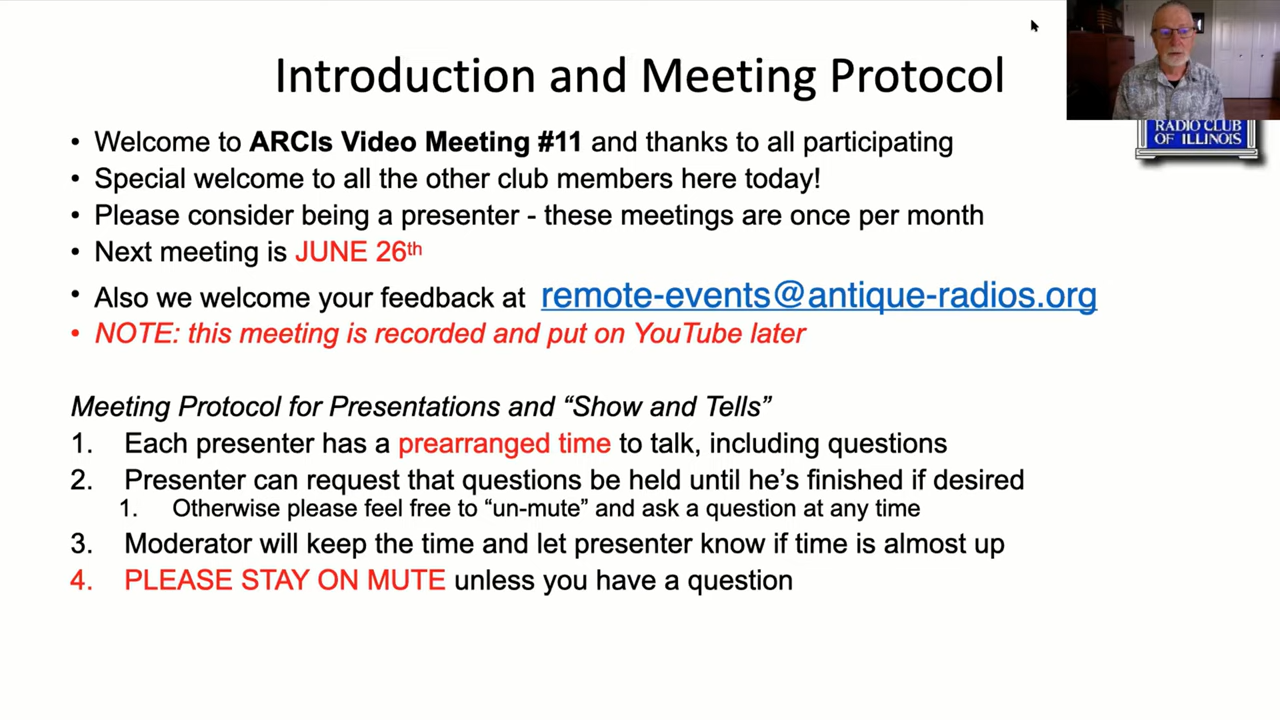 Introduction and Meeting Protocol
RADIO CLUB
OF ILLINOIS
• Welcome to ARCIs Video Meeting #11 and thanks to all participating
• Special welcome to all the other club members here today!
• Please consider being a presenter - these meetings are once per month
• Next meeting is JUNE 26th
• Also we welcome your feedback at remote-events@antique-radios.org
• NOTE: this meeting is recorded and put on YouTube later
Meeting Protocol for Presentations and “Show and Tells”
1. Each presenter has a prearranged time to talk, including questions
2. Presenter can request that questions be held until he’s finished if desired
1. Otherwise please feel free to “un-mute” and ask a question at any time
3. Moderator will keep the time and let presenter know if time is almost up
4. PLEASE STAY ON MUTE unless you have a question